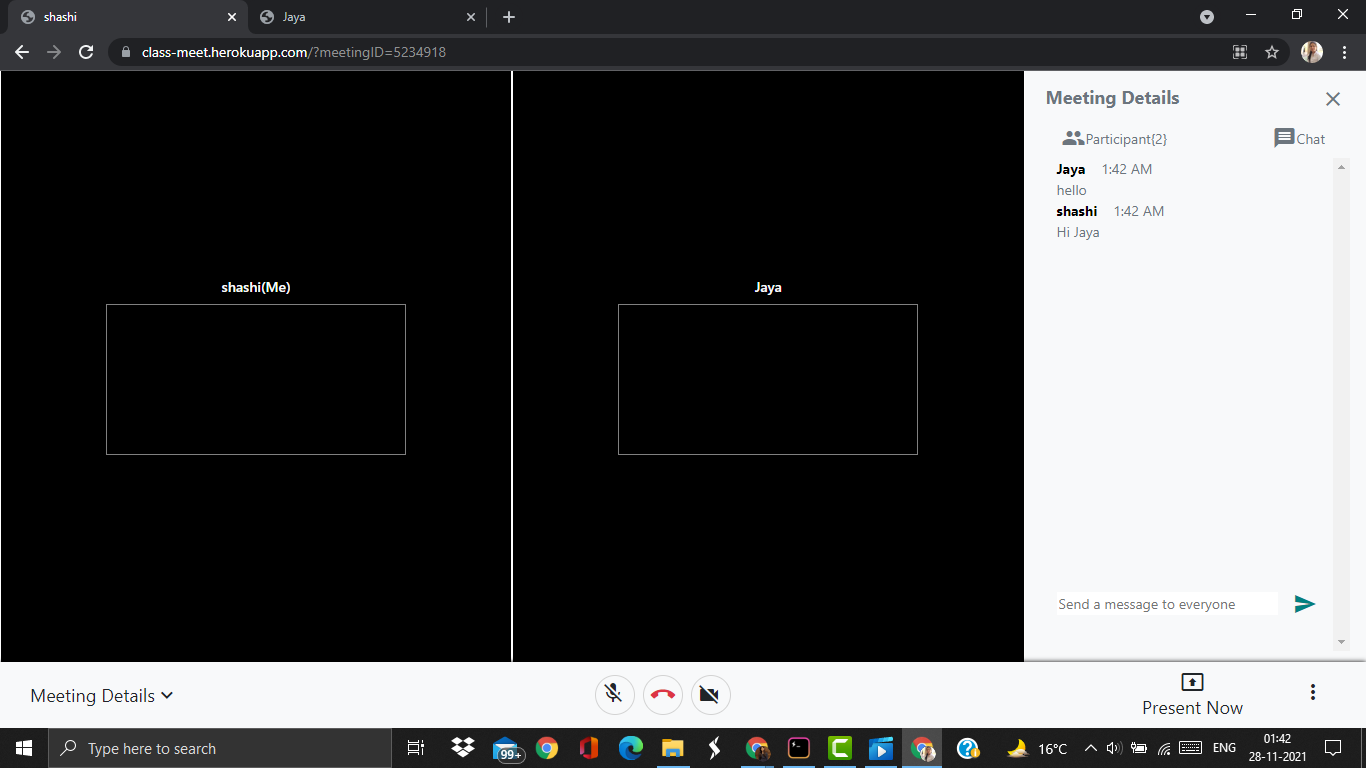 shashi
Jaya
class-meet.herokuapp.com/?meetingID=5234918
shashi(Me)
Jaya
Meeting Details
Participant{2}
Chat
Jaya 1:42 AM
hello
shashi 1:42 AM
Hi Jaya
Send a message to everyone
Meeting Details
Present Now
Type here to search
99+
16°C
ENG
01:42
28-11-2021